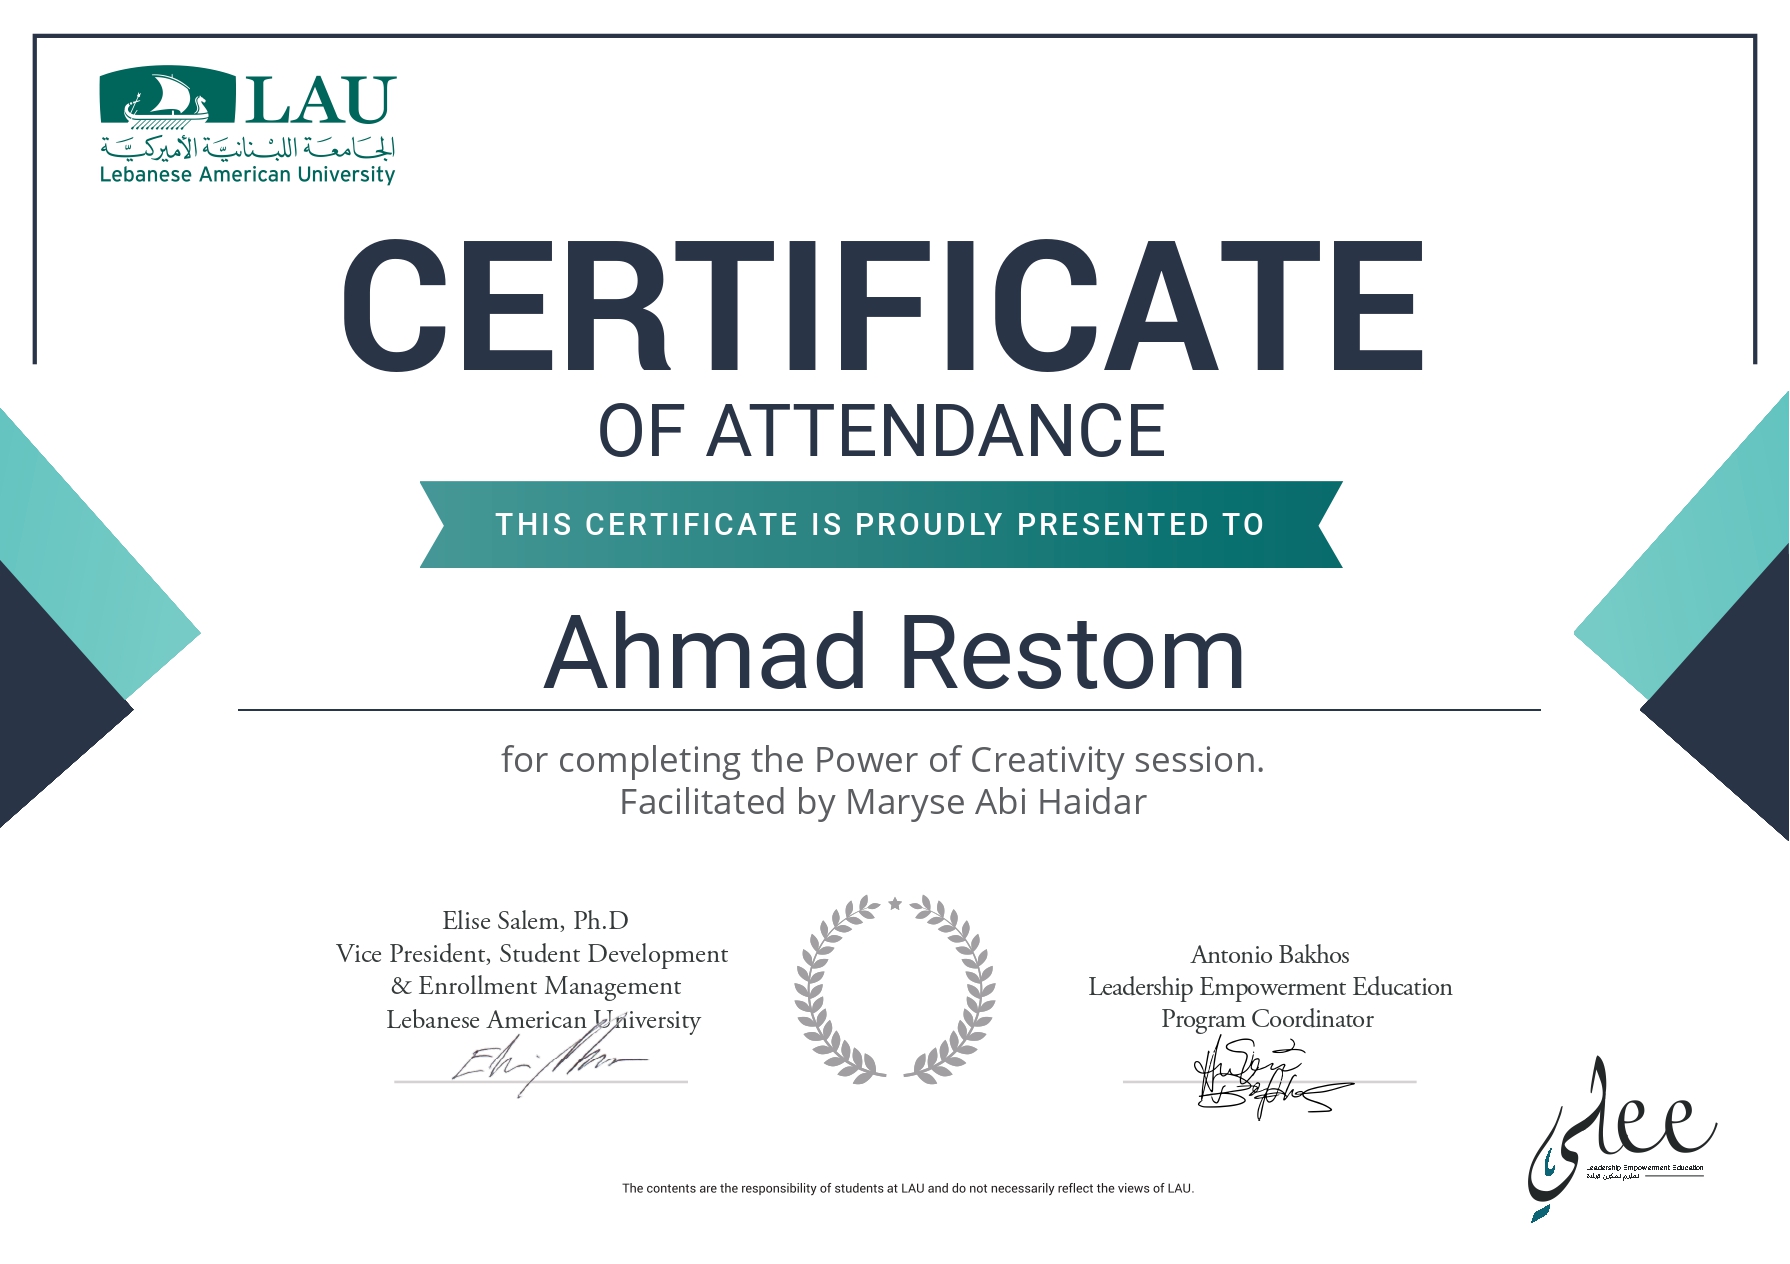 LAU
الجامعة اللبنانية الأميركية
Lebanese American University
CERTIFICATE
OF ATTENDANCE
THIS CERTIFICATE IS PROUDLY PRESENTED TO
Ahmad Restom
for completing the Power of Creativity session.
Facilitated by Maryse Abi Haidar
Elise Salem, Ph.D
Vice President, Student Development
& Enrollment Management
Lebanese American University
Antonio Bakhos
Leadership Empowerment Education
Program Coordinator
lee
Leadership Empowerment Education
The contents are the responsibility of students at LAU and do not necessarily reflect the views of LAU.